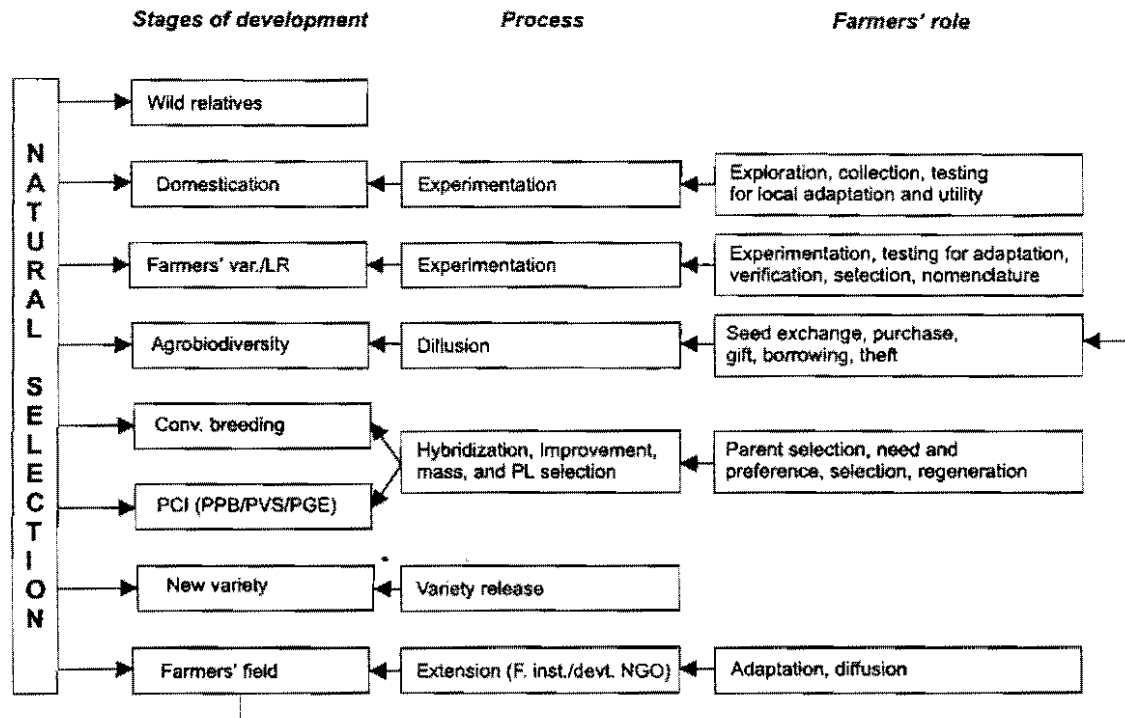 Stages of development
Process
Farmers' role
NATURAL SELECTION
Wild relatives
Domestication
Experimentation
Exploration, collection, testing
for local adaptation and utility
Farmers' var./LR
Experimentation
Experimentation, testing for adaptation,
verification, selection, nomenclature
Agrobiodiversity
Diffusion
Seed exchange, purchase,
gift, borrowing, theft
Conv. breeding
Hybridization, Improvement,
mass, and PL selection
Parent selection, need and
preference, selection, regeneration
PCI (PPB/PVS/PGE)
New variety
Variety release
Farmers' field
Extension (F. inst./devt. NGO)
Adaptation, diffusion